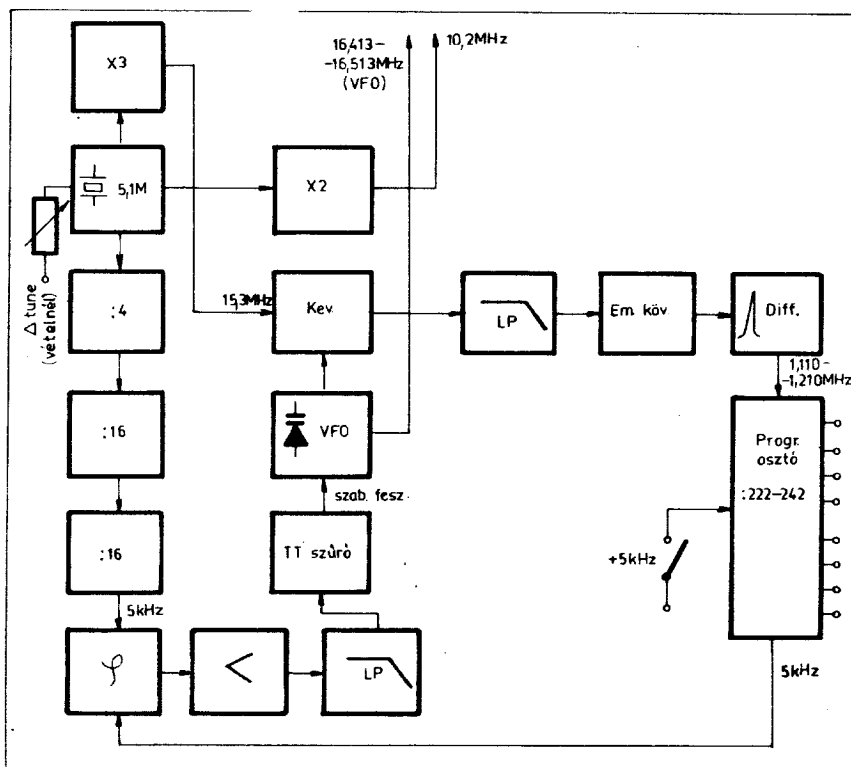 X3
16,413-
-16,513MHz
(VFO)
10,2MHz
5,1M
X2
Δ tune
(vételnél)
:4
15,3MHz
Kev.
LP
Em. köv.
Diff.
1,110-
-1,210MHz
:16
VFO
Progr.
osztó
:222-242
szab. fesz.
:16
TT szűrő
+5kHz
5kHz
φ
<
LP
5kHz